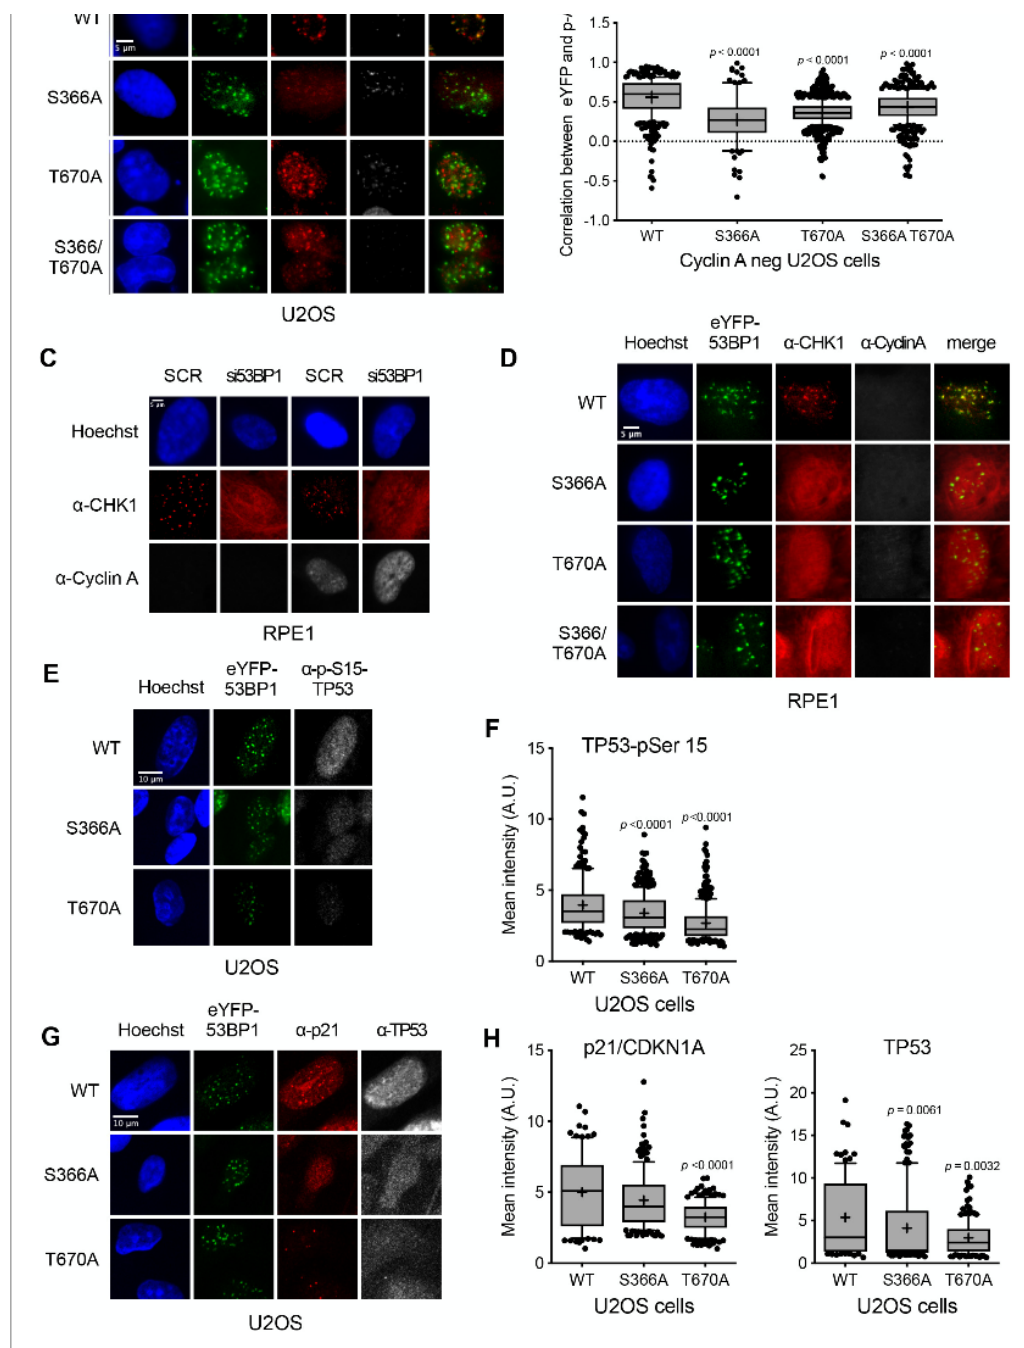 WT
5 µm
S366A
T670A
S366/
T670A
U2OS
Correlation between eYFP and p-
1.5
1.0
0.5
0.0
-0.5
-1.0
p < 0.0001
p < 0.0001
p < 0.0001
WT
S366A
T670A
S366A T670A
Cyclin A neg U2OS cells
C
SCR
si53BP1
SCR
si53BP1
Hoechst
5 µm
α-CHK1
α-Cyclin A
RPE1
D
Hoechst
eYFP-
53BP1
α-CHK1
α-CyclinA
merge
WT
5 µm
S366A
T670A
S366/
T670A
RPE1
E
Hoechst
eYFP-
53BP1
α-p-S15-
TP53
WT
10 µm
S366A
T670A
U2OS
F
TP53-pSer 15
Mean intensity (A.U.)
15
10
5
0
p <0.0001
p <0.0001
WT
S366A
T670A
U2OS cells
G
Hoechst
eYFP-
53BP1
α-p21
α-TP53
WT
10 µm
S366A
T670A
U2OS
H
p21/CDKN1A
Mean intensity (A.U.)
15
10
5
0
p <0.0001
WT
S366A
T670A
U2OS cells
TP53
Mean intensity (A.U.)
25
20
15
10
5
0
p = 0.0061
p = 0.0032
WT
S366A
T670A
U2OS cells